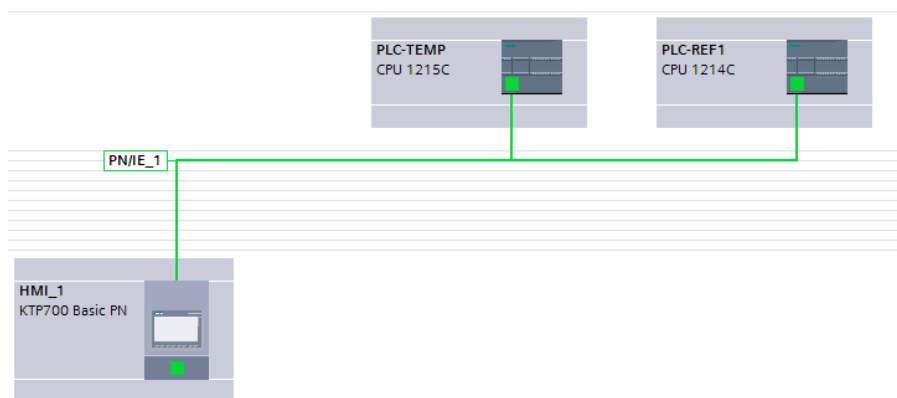 PLC-TEMP
CPU 1215C
PLC-REF1
CPU 1214C
PN/IE_1
HMI_1
KTP700 Basic PN